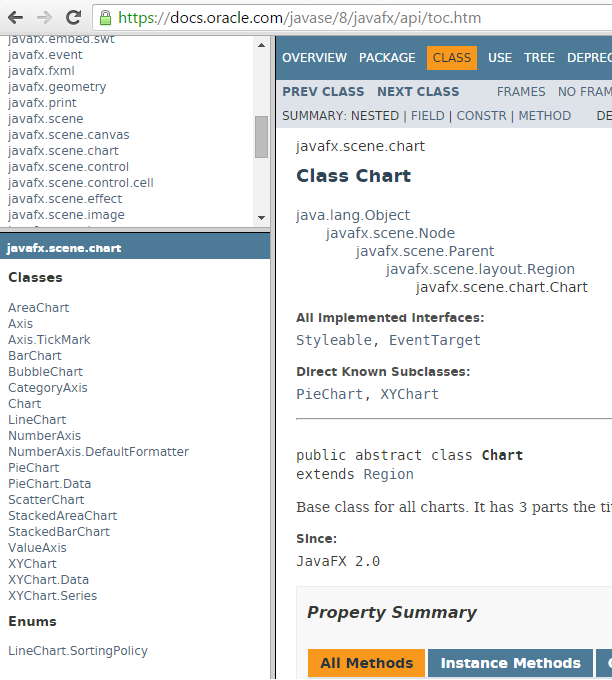 https://docs.oracle.com/javase/8/javafx/api/toc.htm
javafx.embed.swt
javafx.event
javafx.fxml
javafx.geometry
javafx.print
javafx.scene
javafx.scene.canvas
javafx.scene.chart
javafx.scene.control
javafx.scene.control.cell
javafx.scene.effect
javafx.scene.image
javafx.scene.chart
Classes
AreaChart
Axis
Axis.TickMark
BarChart
BubbleChart
CategoryAxis
Chart
LineChart
NumberAxis
NumberAxis.DefaultFormatter
PieChart
PieChart.Data
ScatterChart
StackedAreaChart
StackedBarChart
ValueAxis
XYChart
XYChart.Data
XYChart.Series
Enums
LineChart.SortingPolicy
OVERVIEW PACKAGE CLASS USE TREE DEPREC
PREV CLASS NEXT CLASS FRAMES NO FRAM
SUMMARY: NESTED | FIELD | CONSTR | METHOD DE
javafx.scene.chart
Class Chart
java.lang.Object
javafx.scene.Node
javafx.scene.Parent
javafx.scene.layout.Region
javafx.scene.chart.Chart
All Implemented Interfaces:
Styleable, EventTarget
Direct Known Subclasses:
PieChart, XYChart
public abstract class Chart
extends Region
Base class for all charts. It has 3 parts the ti
Since:
JavaFX 2.0
Property Summary
All Methods Instance Methods